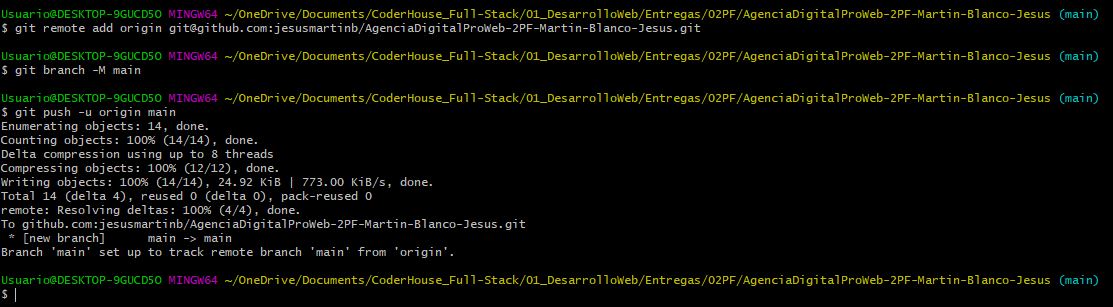 Usuario@DESKTOP-9GUCD5O MINGW64 ~/OneDrive/Documents/CoderHouse_Full-Stack/01_DesarrolloWeb/Entregas/02PF/AgenciaDigitalProWeb-2PF-Martin-Blanco-Jesus (main)
$ git remote add origin git@github.com:jesusmartinb/AgenciaDigitalProWeb-2PF-Martin-Blanco-Jesus.git
Usuario@DESKTOP-9GUCD5O MINGW64 ~/OneDrive/Documents/CoderHouse_Full-Stack/01_DesarrolloWeb/Entregas/02PF/AgenciaDigitalProWeb-2PF-Martin-Blanco-Jesus (main)
$ git branch -M main
Usuario@DESKTOP-9GUCD5O MINGW64 ~/OneDrive/Documents/CoderHouse_Full-Stack/01_DesarrolloWeb/Entregas/02PF/AgenciaDigitalProWeb-2PF-Martin-Blanco-Jesus (main)
$ git push -u origin main
Enumerating objects: 14, done.
Counting objects: 100% (14/14), done.
Delta compression using up to 8 threads
Compressing objects: 100% (12/12), done.
Writing objects: 100% (14/14), 24.92 KiB | 773.00 KiB/s, done.
Total 14 (delta 4), reused 0 (delta 0), pack-reused 0
remote: Resolving deltas: 100% (4/4), done.
To github.com:jesusmartinb/AgenciaDigitalProWeb-2PF-Martin-Blanco-Jesus.git
 * [new branch]      main -> main
Branch 'main' set up to track remote branch 'main' from 'origin'.
Usuario@DESKTOP-9GUCD5O MINGW64 ~/OneDrive/Documents/CoderHouse_Full-Stack/01_DesarrolloWeb/Entregas/02PF/AgenciaDigitalProWeb-2PF-Martin-Blanco-Jesus (main)
$